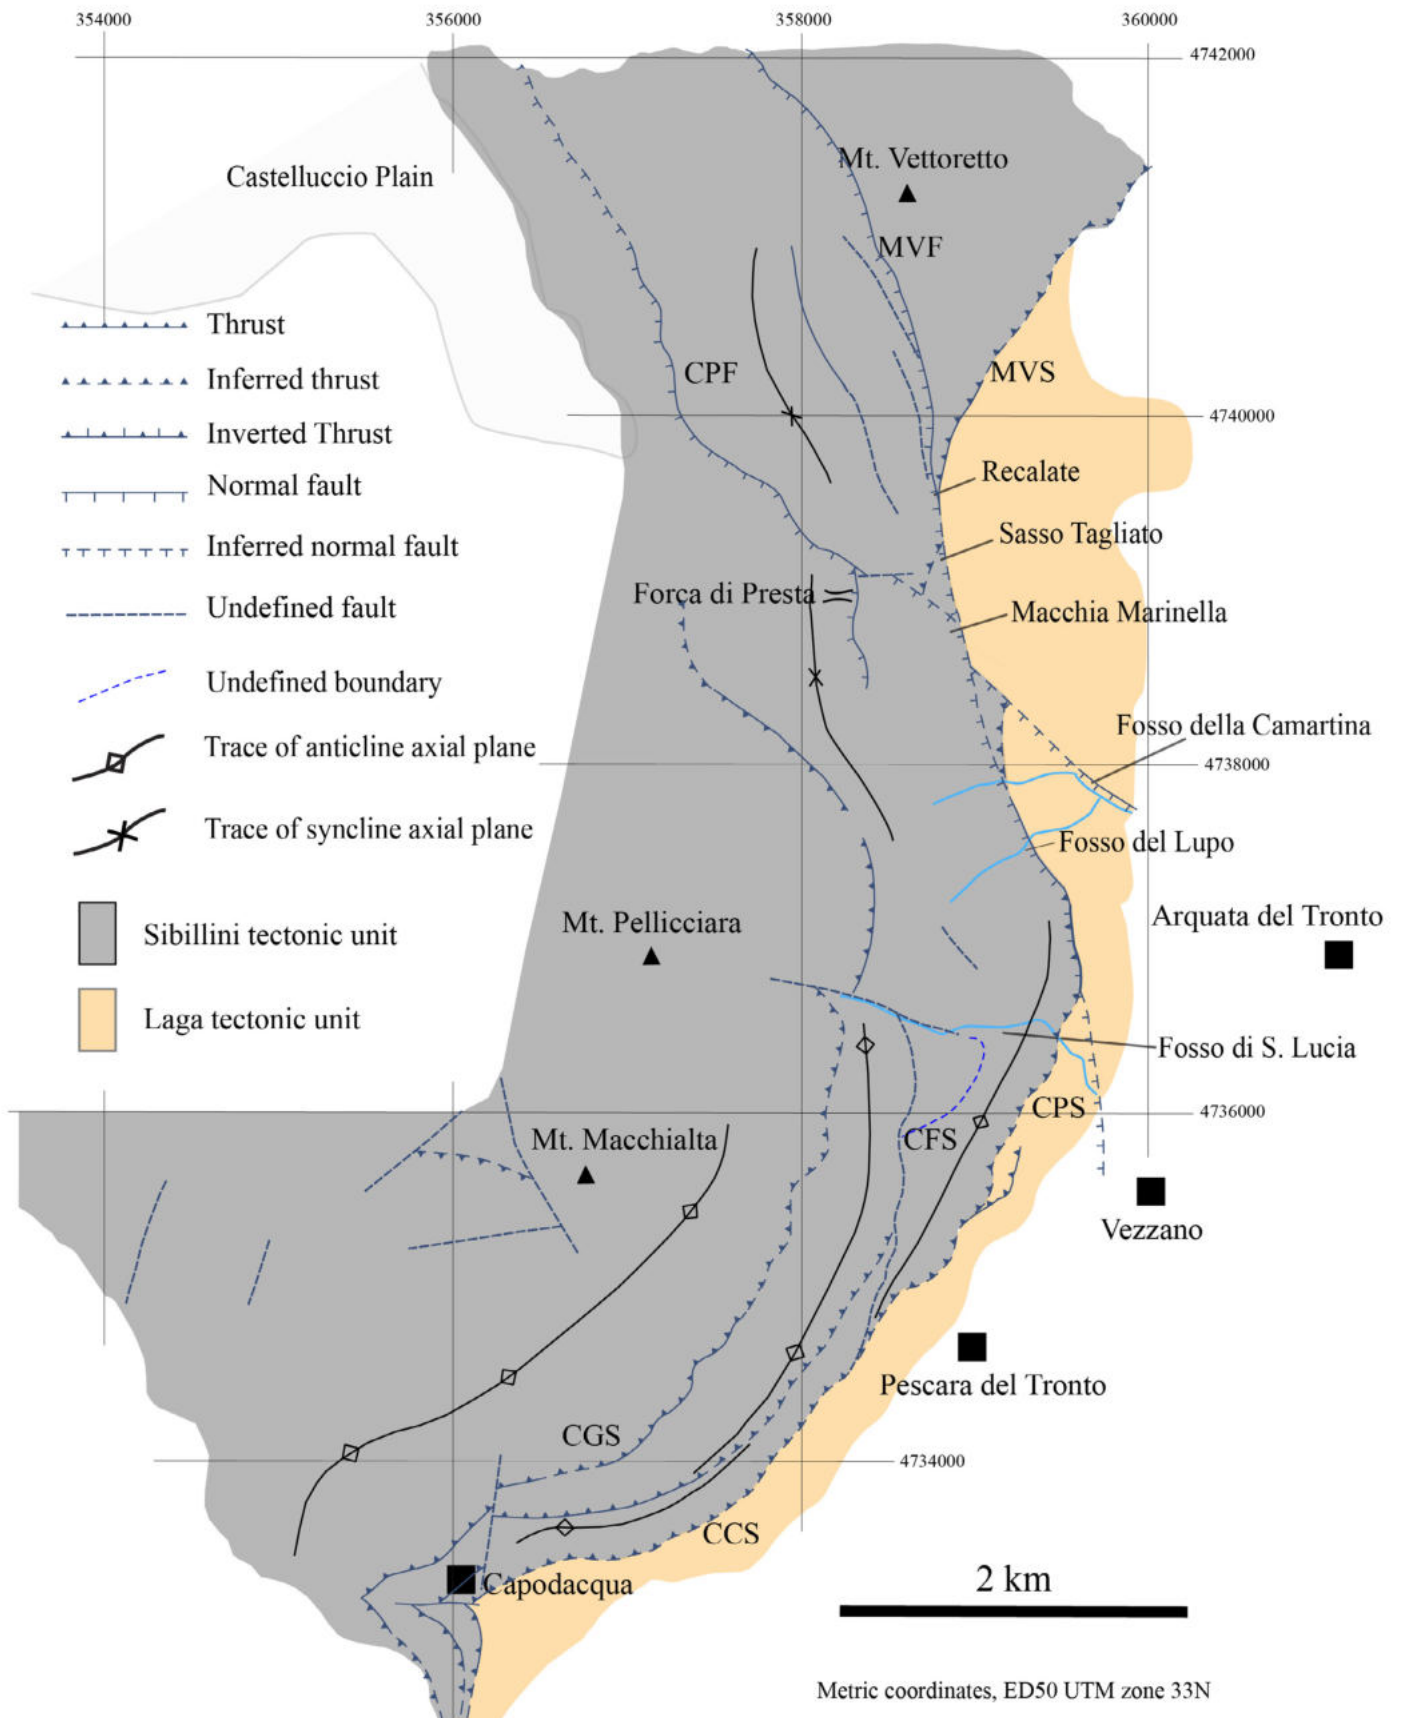 354000
356000
358000
360000
4742000
Mt. Vettoretto
Castelluccio Plain
MVF
Thrust
CPF
MVS
Inferred thrust
4740000
Inverted Thrust
Recalate
Normal fault
Sasso Tagliato
Inferred normal fault
Forca di Presta
Undefined fault
Macchia Marinella
Undefined boundary
Fosso della Camartina
Trace of anticline axial plane
4738000
Trace of syncline axial plane
Fosso del Lupo
Mt. Pellicciara
Arquata del Tronto
Sibillini tectonic unit
Laga tectonic unit
Fosso di S. Lucia
CPS
4736000
Mt. Macchialta
CFS
Vezzano
Pescara del Tronto
CGS
4734000
CCS
Capodacqua
2 km
Metric coordinates, ED50 UTM zone 33N